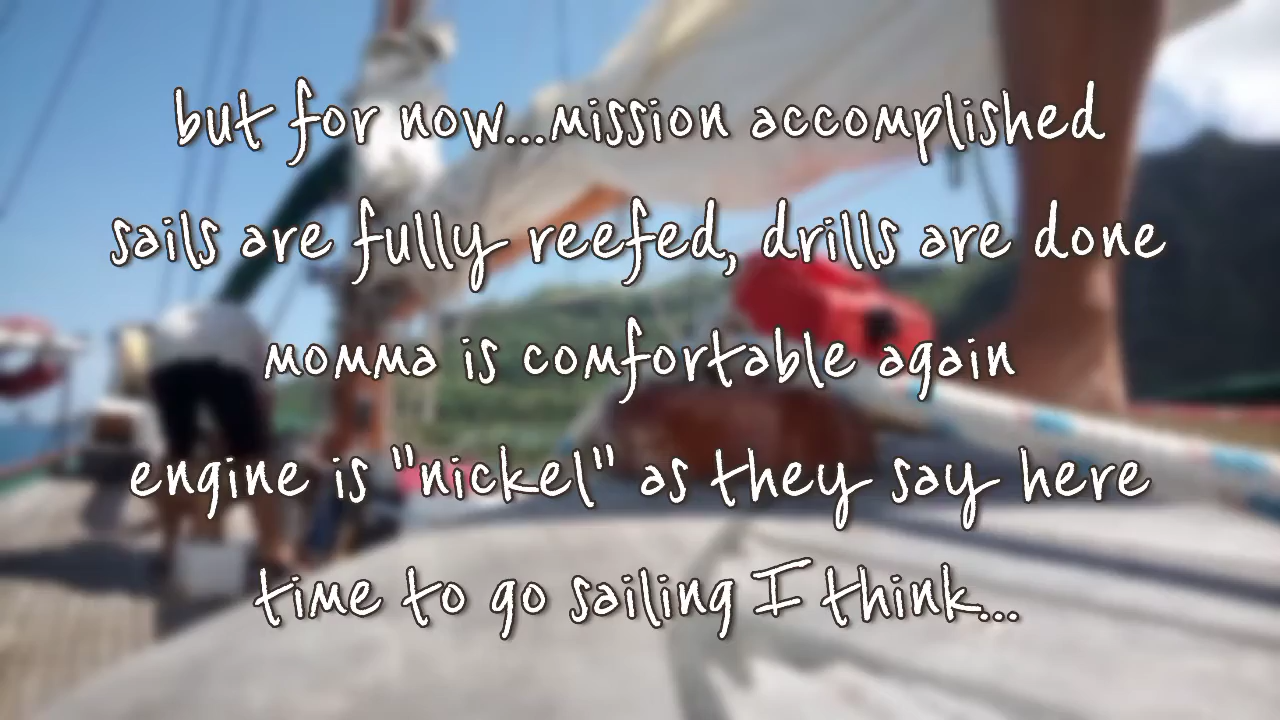 but for now...mission accomplished
sails are fully reefed, drills are done
momma is comfortable again
engine is "nickel" as they say here
time to go sailing I think...